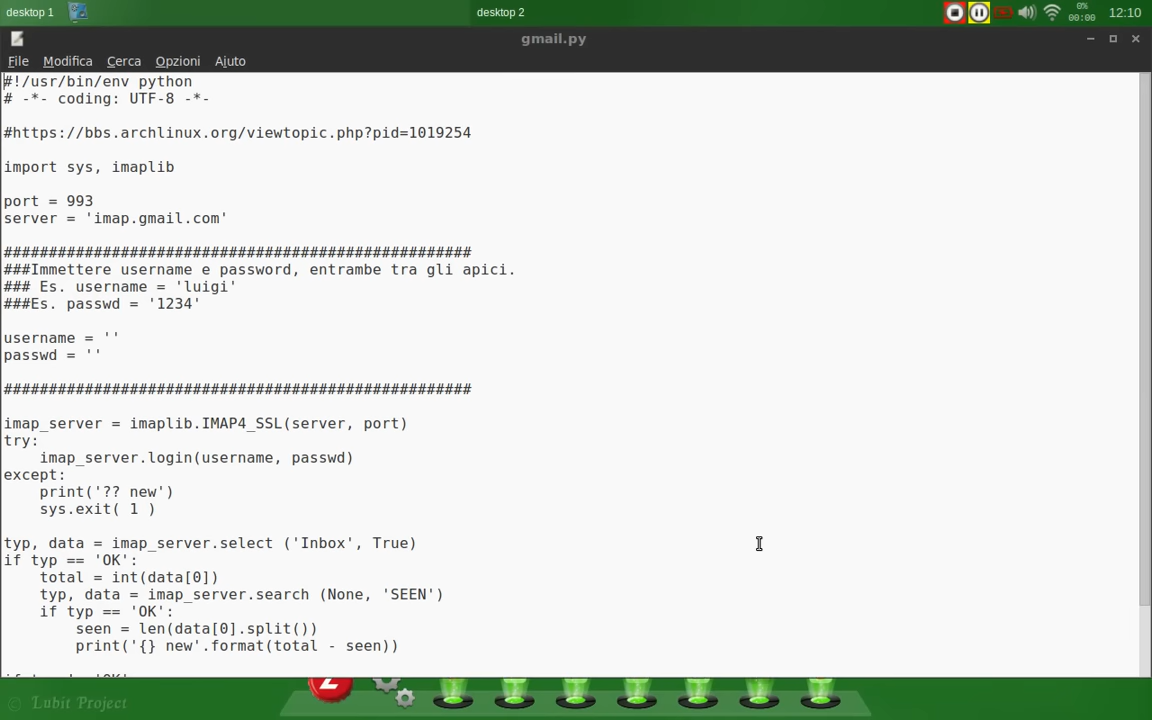 desktop 1
desktop 2
0%
00:00
12:10
gmail.py
File Modifica Cerca Opzioni Aiuto
#!/usr/bin/env python
# -*- coding: UTF-8 -*-
#https://bbs.archlinux.org/viewtopic.php?pid=1019254
import sys, imaplib
port = 993
server = 'imap.gmail.com'
####################################################
###Immettere username e password, entrambe tra gli apici.
### Es. username = 'luigi'
###Es. passwd = '1234'
username = ''
passwd = ''
####################################################
imap_server = imaplib.IMAP4_SSL(server, port)
try:
    imap_server.login(username, passwd)
except:
    print('?? new')
    sys.exit( 1 )
typ, data = imap_server.select ('Inbox', True)
if typ == 'OK':
    total = int(data[0])
    typ, data = imap_server.search (None, 'SEEN')
    if typ == 'OK':
        seen = len(data[0].split())
        print('{} new'.format(total - seen))
© Lubit Project